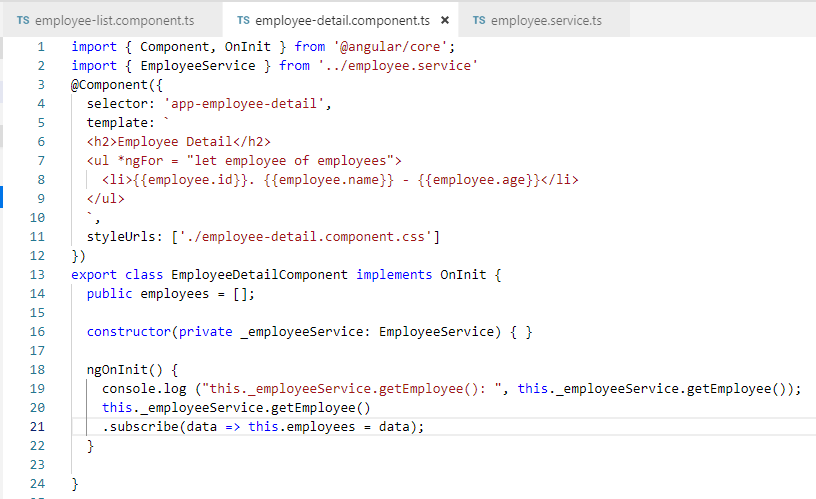 TS employee-list.component.ts TS employee-detail.component.ts × TS employee.service.ts
1 import { Component, OnInit } from '@angular/core';
2 import { EmployeeService } from '../employee.service'
3 @Component({
4   selector: 'app-employee-detail',
5   template: `
6   <h2>Employee Detail</h2>
7   <ul *ngFor = "let employee of employees">
8     <li>{{employee.id}}. {{employee.name}} - {{employee.age}}</li>
9   </ul>
10   `,
11   styleUrls: ['./employee-detail.component.css']
12 })
13 export class EmployeeDetailComponent implements OnInit {
14   public employees = [];
15
16   constructor(private _employeeService: EmployeeService) { }
17
18   ngOnInit() {
19     console.log ("this._employeeService.getEmployee(): ", this._employeeService.getEmployee());
20     this._employeeService.getEmployee()
21     .subscribe(data => this.employees = data);
22   }
23
24 }